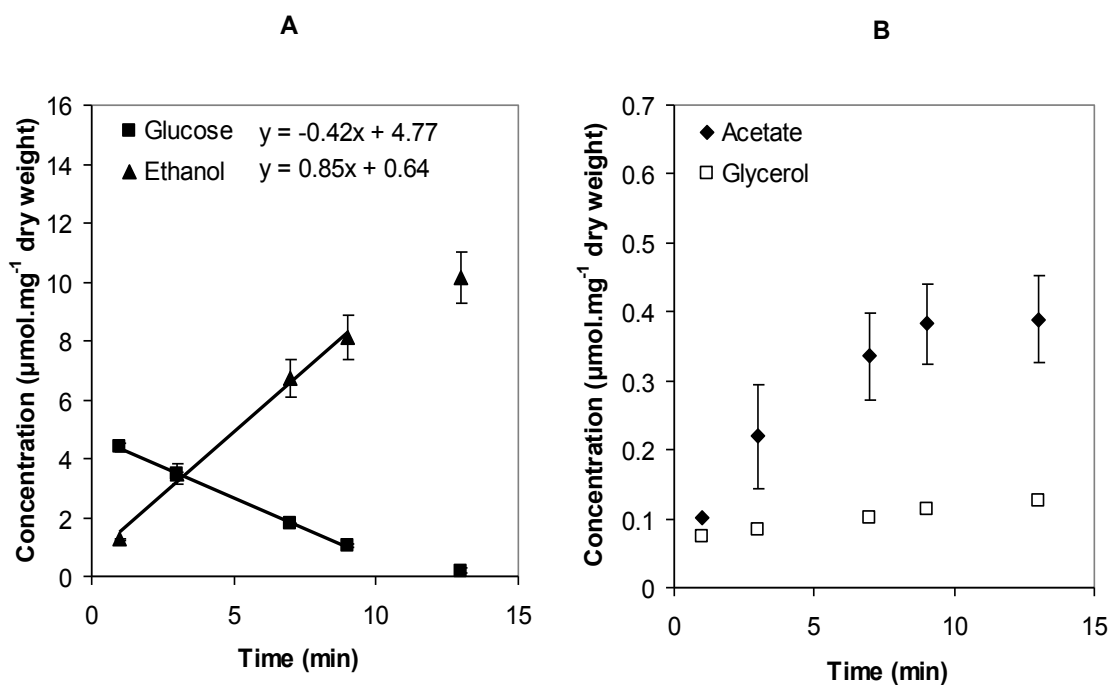 A
Concentration (µmol.mg⁻¹ dry weight)
16
14
12
10
8
6
4
2
0
Glucose y = -0.42x + 4.77
Ethanol y = 0.85x + 0.64
0 5 10 15
Time (min)
B
Concentration (µmol.mg⁻¹ dry weight)
0.7
0.6
0.5
0.4
0.3
0.2
0.1
0
Acetate
Glycerol
0 5 10 15
Time (min)